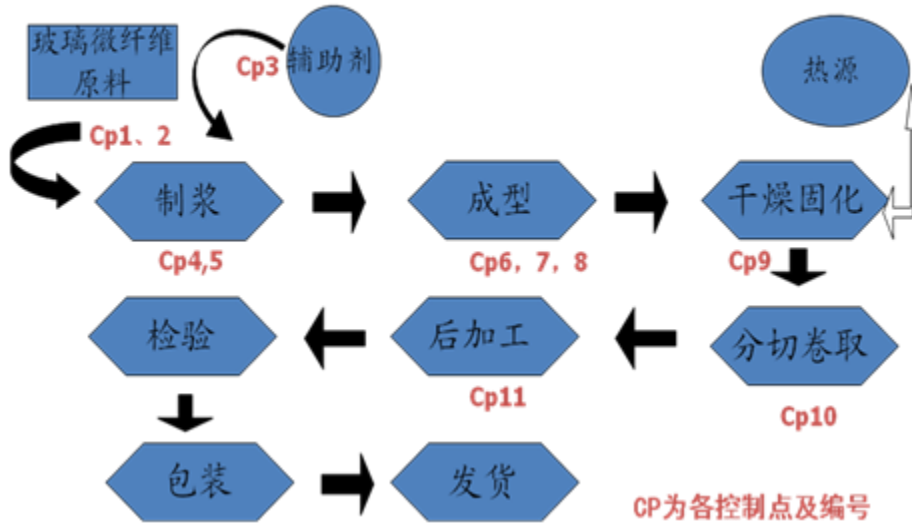 玻璃微纤维
原料
Cp3
辅助剂
热源
Cp1、2
制浆
成型
干燥固化
Cp4,5
Cp6，7，8
Cp9
检验
后加工
分切卷取
Cp11
Cp10
包装
发货
CP为各控制点及编号